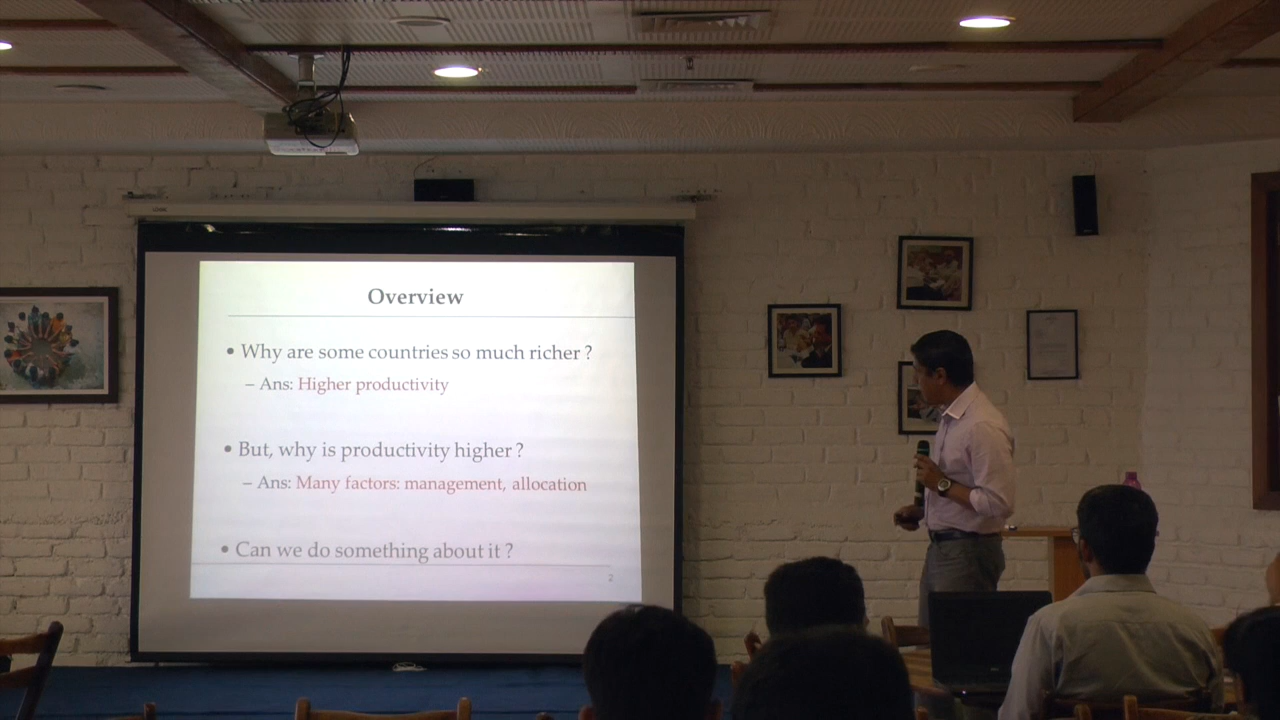 Overview
• Why are some countries so much richer ?
– Ans: Higher productivity
• But, why is productivity higher ?
– Ans: Many factors: management, allocation
• Can we do something about it ?
2